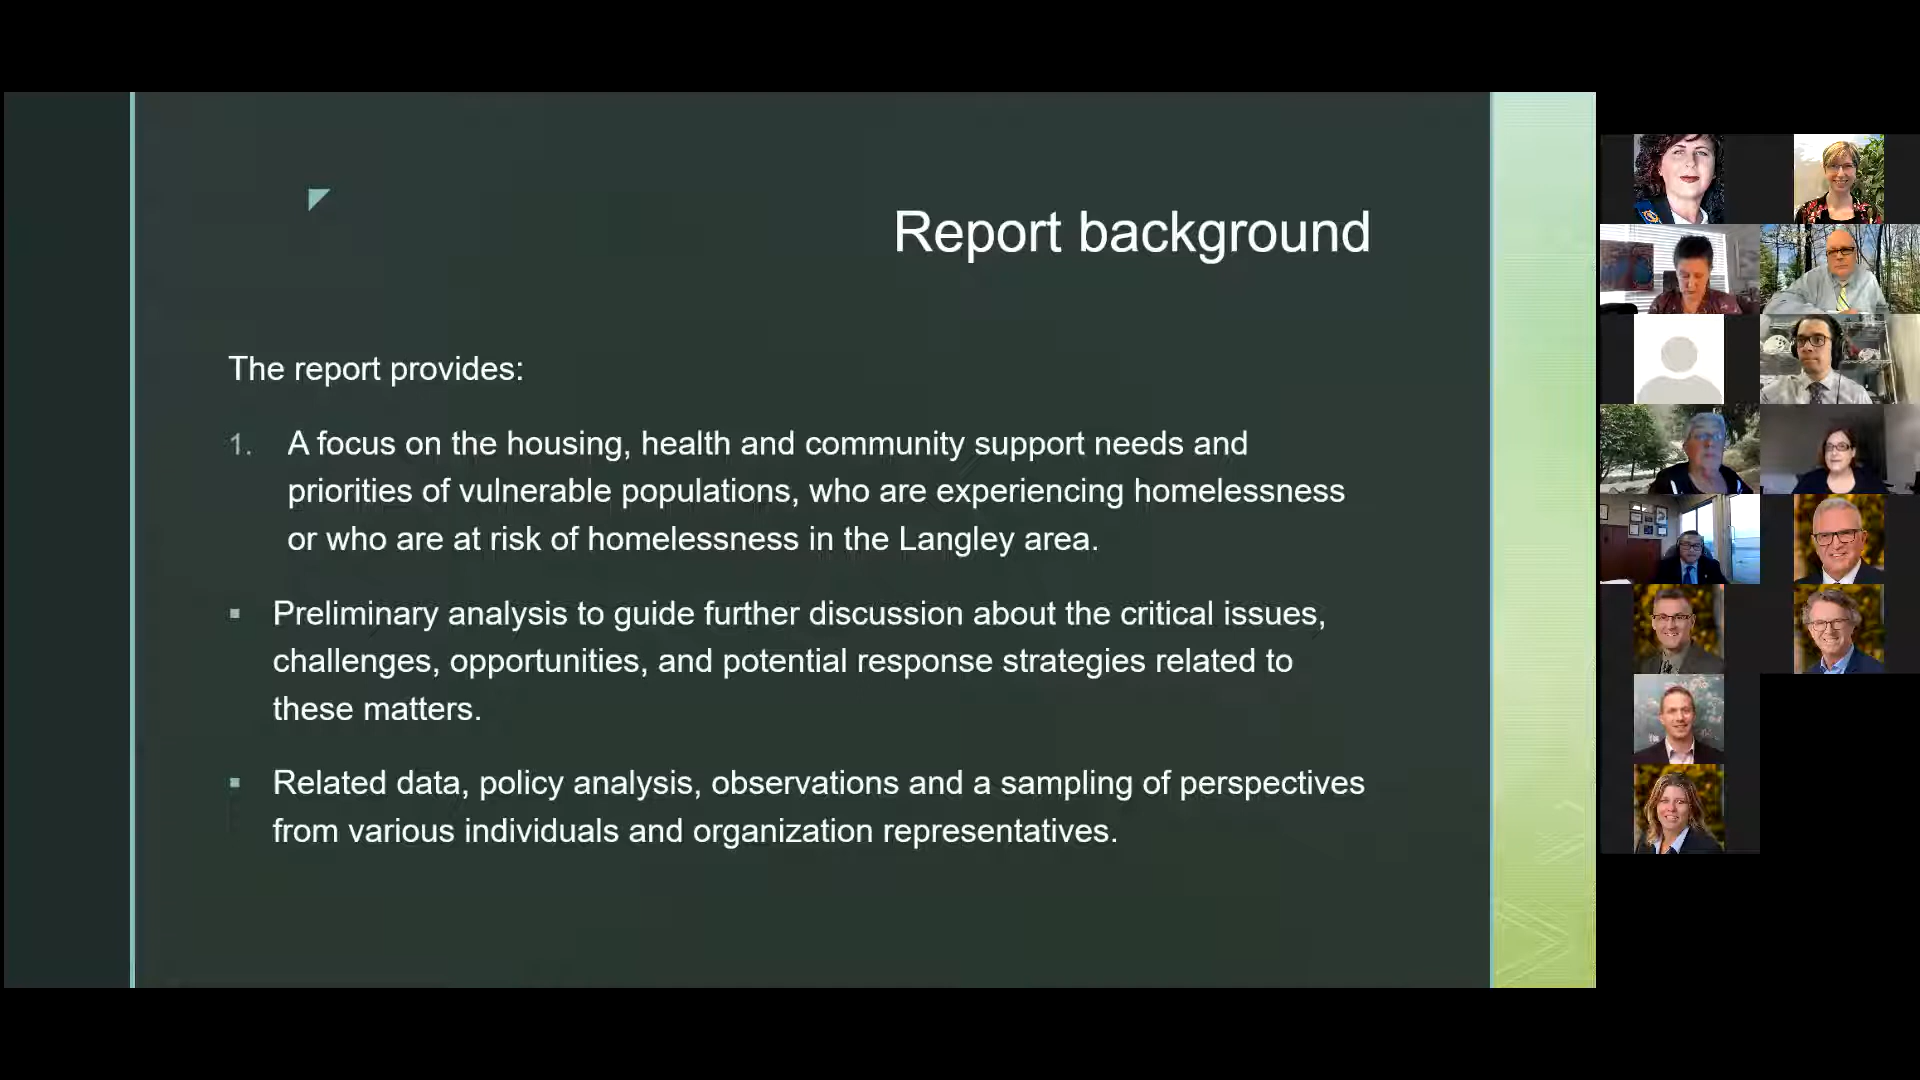 Report background
The report provides:
1. A focus on the housing, health and community support needs and
priorities of vulnerable populations, who are experiencing homelessness
or who are at risk of homelessness in the Langley area.
▪ Preliminary analysis to guide further discussion about the critical issues,
challenges, opportunities, and potential response strategies related to
these matters.
▪ Related data, policy analysis, observations and a sampling of perspectives
from various individuals and organization representatives.